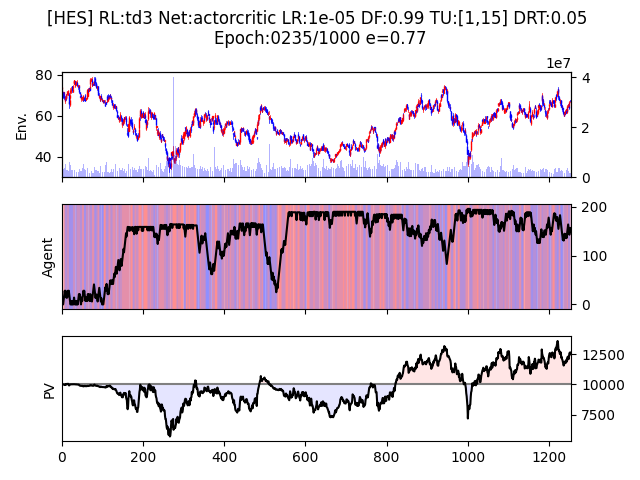 [HES] RL:td3 Net:actorcritic LR:1e-05 DF:0.99 TU:[1,15] DRT:0.05
Epoch:0235/1000 e=0.77
1e7
80
60
40
Env.
4
2
0
Agent
200
100
0
PV
12500
10000
7500
0 200 400 600 800 1000 1200